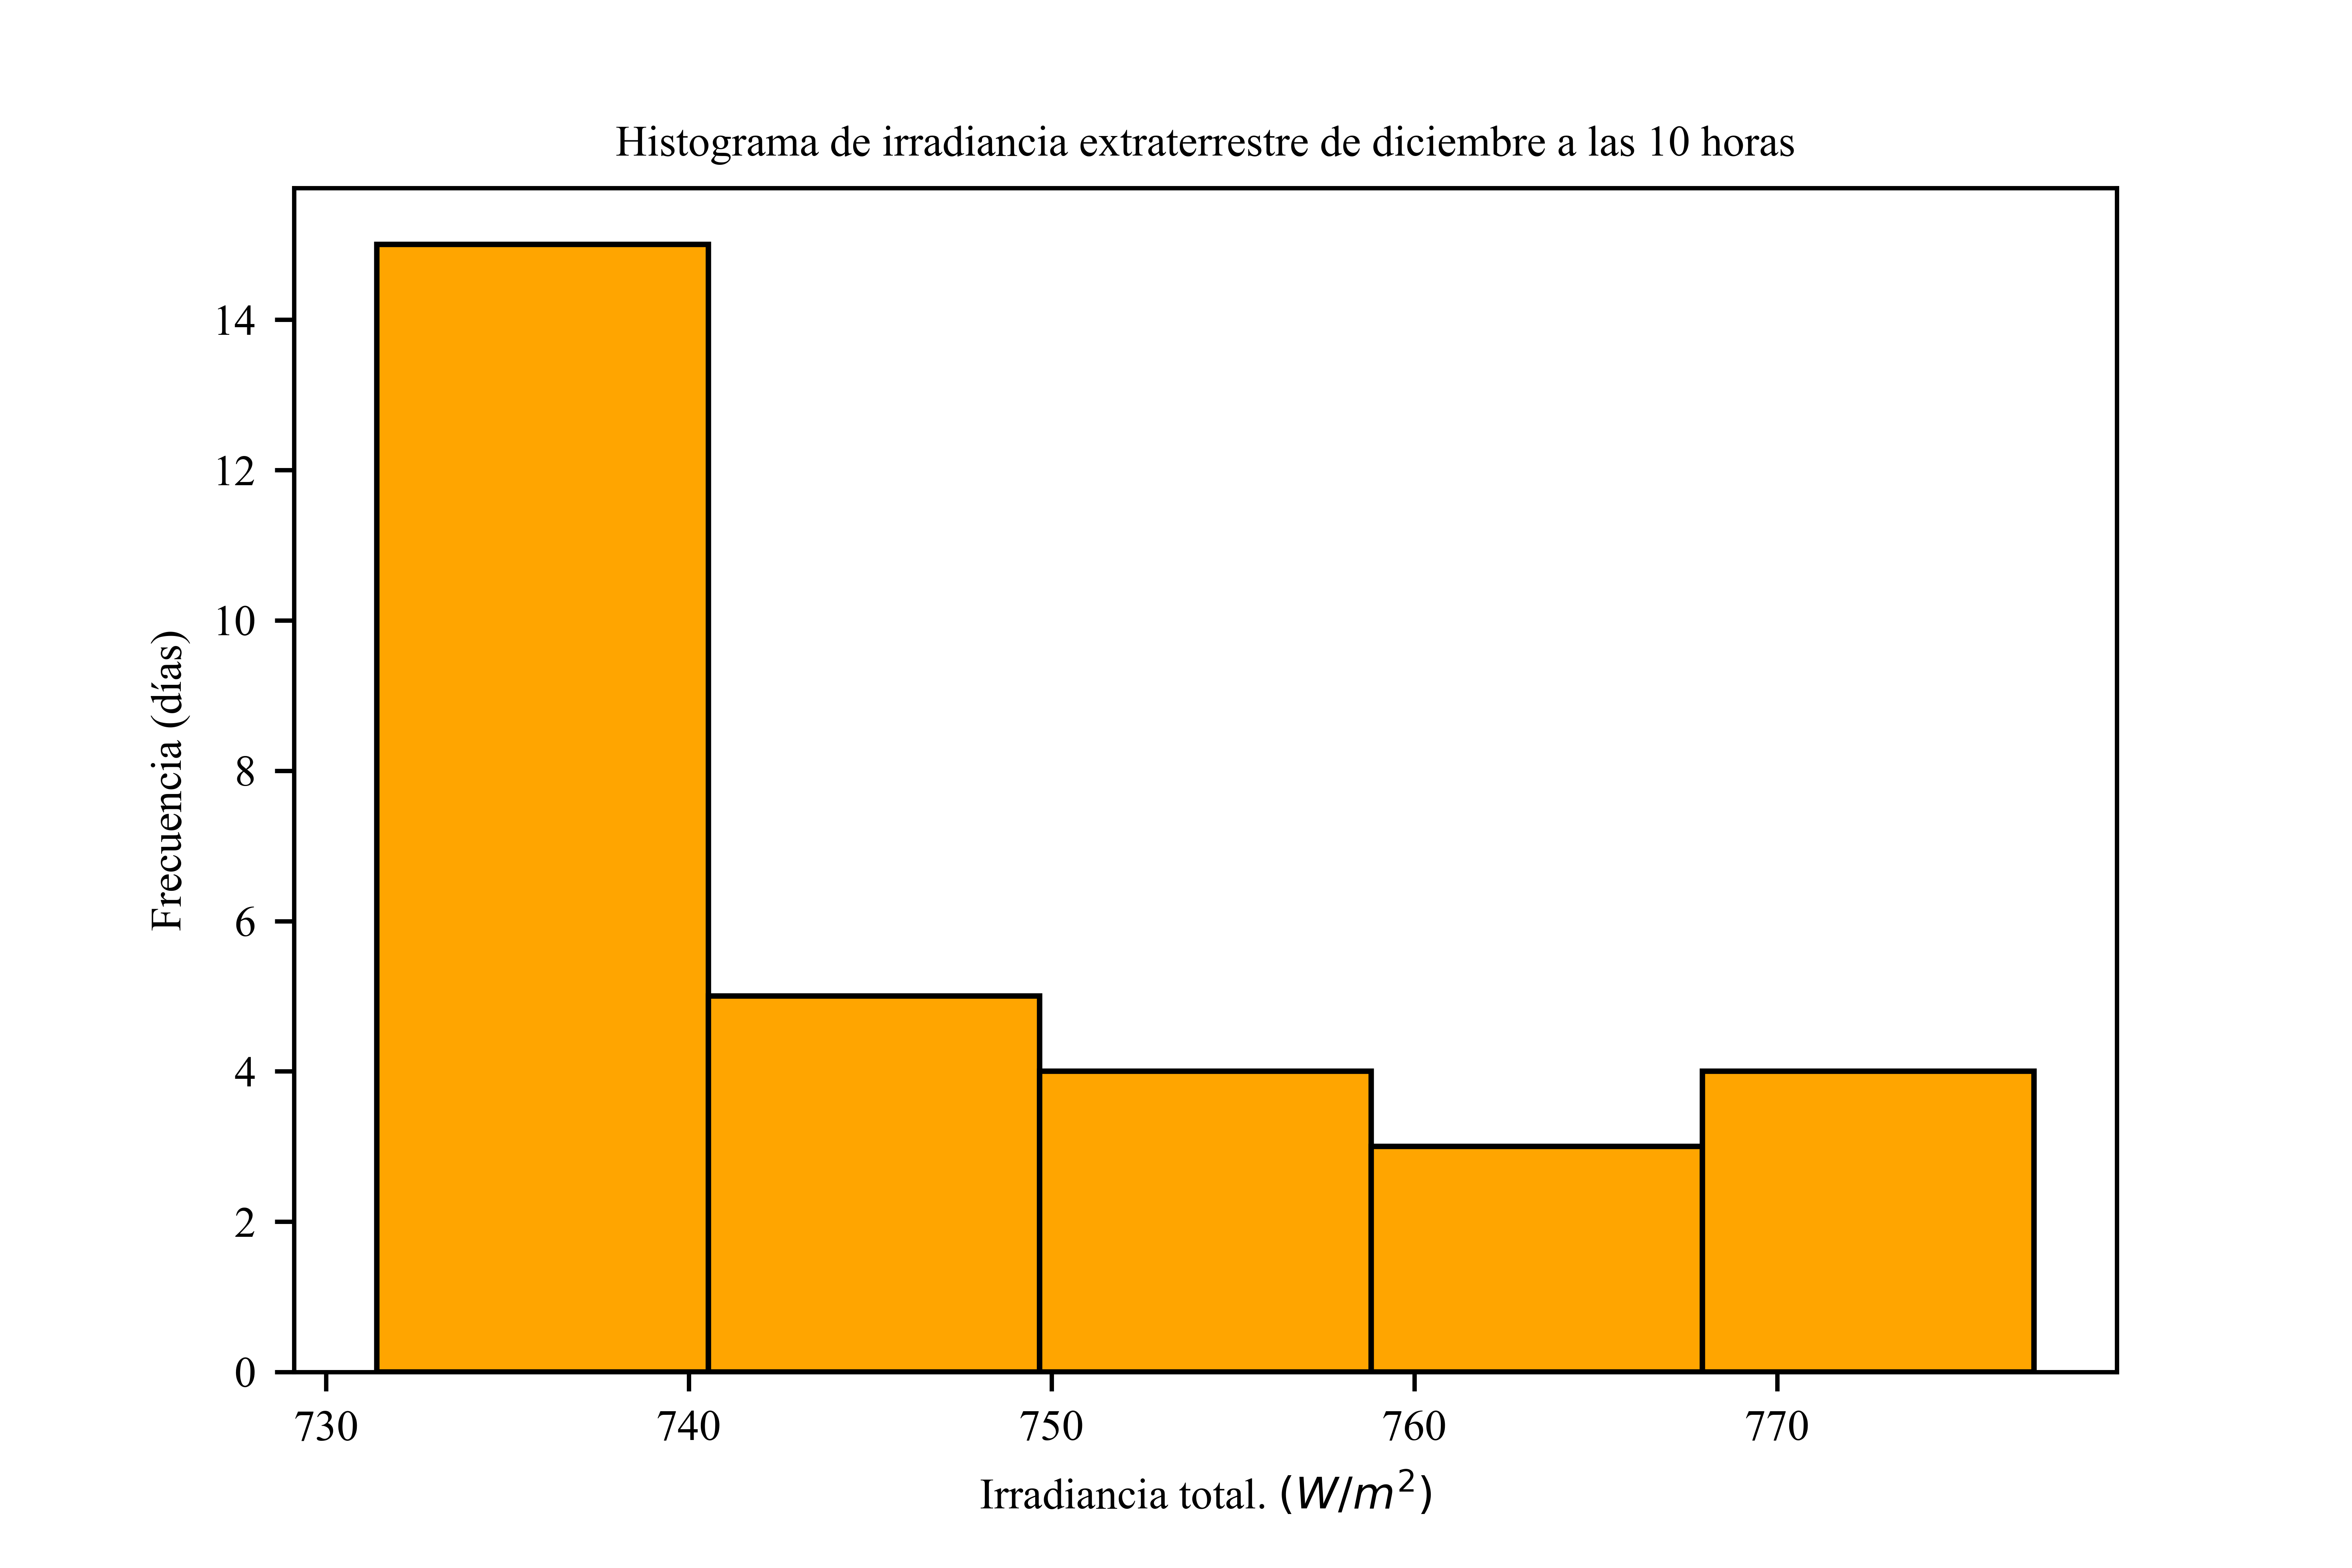 Histograma de irradiancia extraterrestre de diciembre a las 10 horas
Frecuencia (días)
14
12
10
8
6
4
2
0
730 740 750 760 770
Irradiancia total. (W/m²)